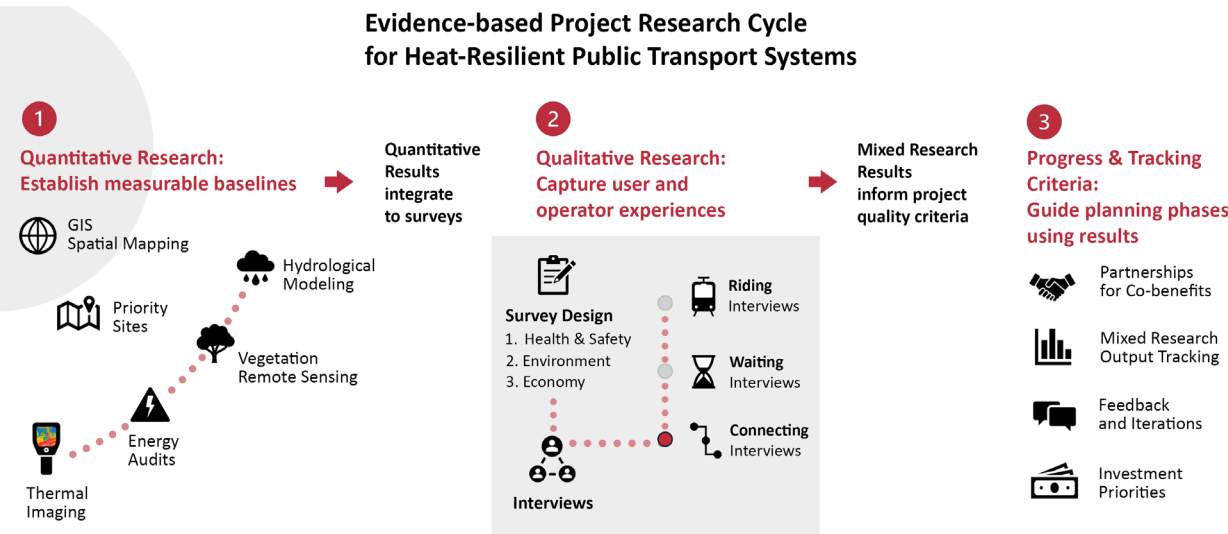 Evidence-based Project Research Cycle
for Heat-Resilient Public Transport Systems
1
Quantitative Research:
Establish measurable baselines
GIS
Spatial Mapping
Priority
Sites
Hydrological
Modeling
Vegetation
Remote Sensing
Energy
Audits
Thermal
Imaging
Quantitative
Results
integrate
to surveys
2
Qualitative Research:
Capture user and
operator experiences
Survey Design
1. Health & Safety
2. Environment
3. Economy
Interviews
Riding
Interviews
Waiting
Interviews
Connecting
Interviews
Mixed Research
Results
inform project
quality criteria
3
Progress & Tracking
Criteria:
Guide planning phases
using results
Partnerships
for Co-benefits
Mixed Research
Output Tracking
Feedback
and Iterations
Investment
Priorities